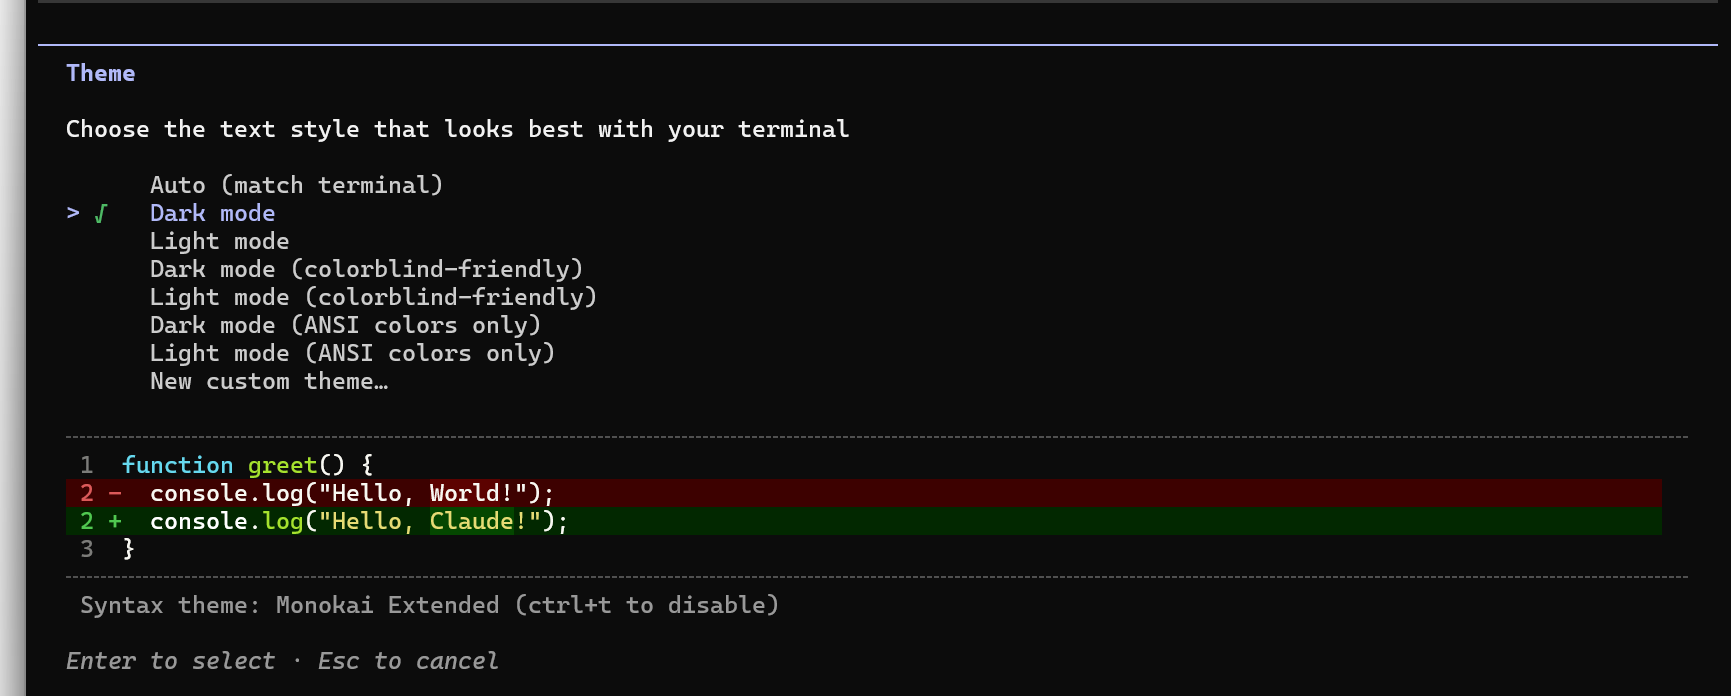 Theme
Choose the text style that looks best with your terminal
Auto (match terminal)
> √ Dark mode
Light mode
Dark mode (colorblind-friendly)
Light mode (colorblind-friendly)
Dark mode (ANSI colors only)
Light mode (ANSI colors only)
New custom theme…
1 function greet() {
2 - console.log("Hello, World!");
2 + console.log("Hello, Claude!");
3 }
Syntax theme: Monokai Extended (ctrl+t to disable)
Enter to select · Esc to cancel